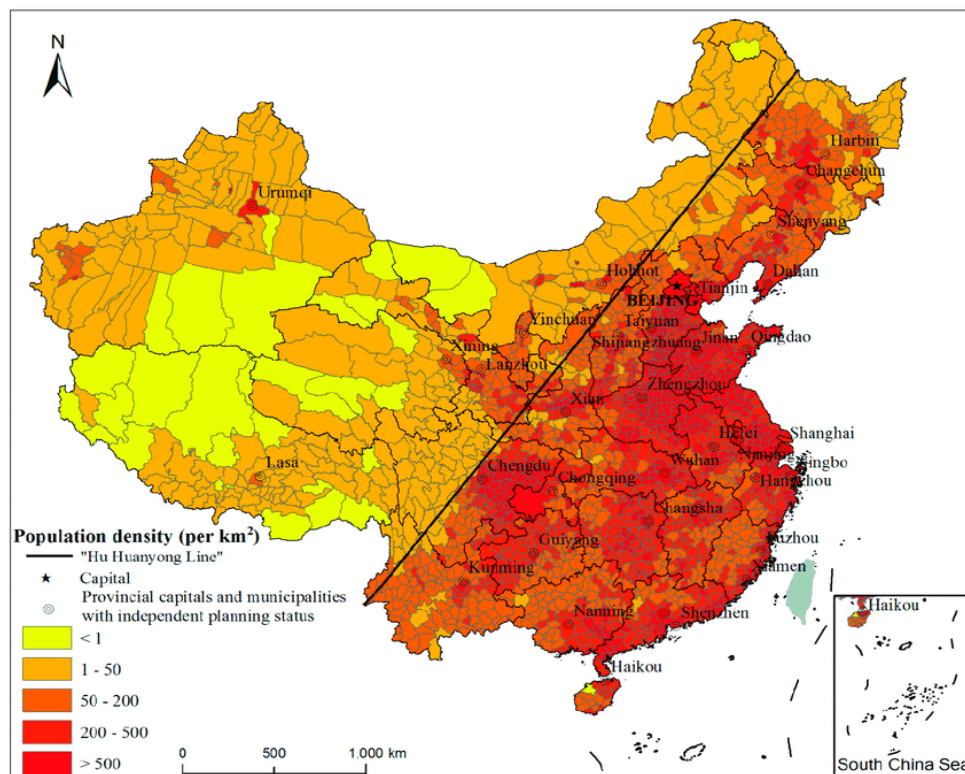 N
Harbin
Changchun
Urumqi
Shenyang
Hohhot
Dalian
Tianjin
BEIJING
Yinchuan
Taiyuan
Shijiangzhuang
Jinan
Qingdao
Xining
Lanzhou
Zhengzhou
Xian
Hefei
Shanghai
Nanjing
Ningbo
Lasa
Chengdu
Wuhan
Chongqing
Hangzhou
Changsha
Guiyang
Fuzhou
Kunming
Xiamen
Nanning
Shenzhen
Haikou
Population density (per km²)
"Hu Huanyong Line"
Capital
Provincial capitals and municipalities
with independent planning status
< 1
1 - 50
50 - 200
200 - 500
> 500
0 500 1.000 km
Haikou
South China Sea